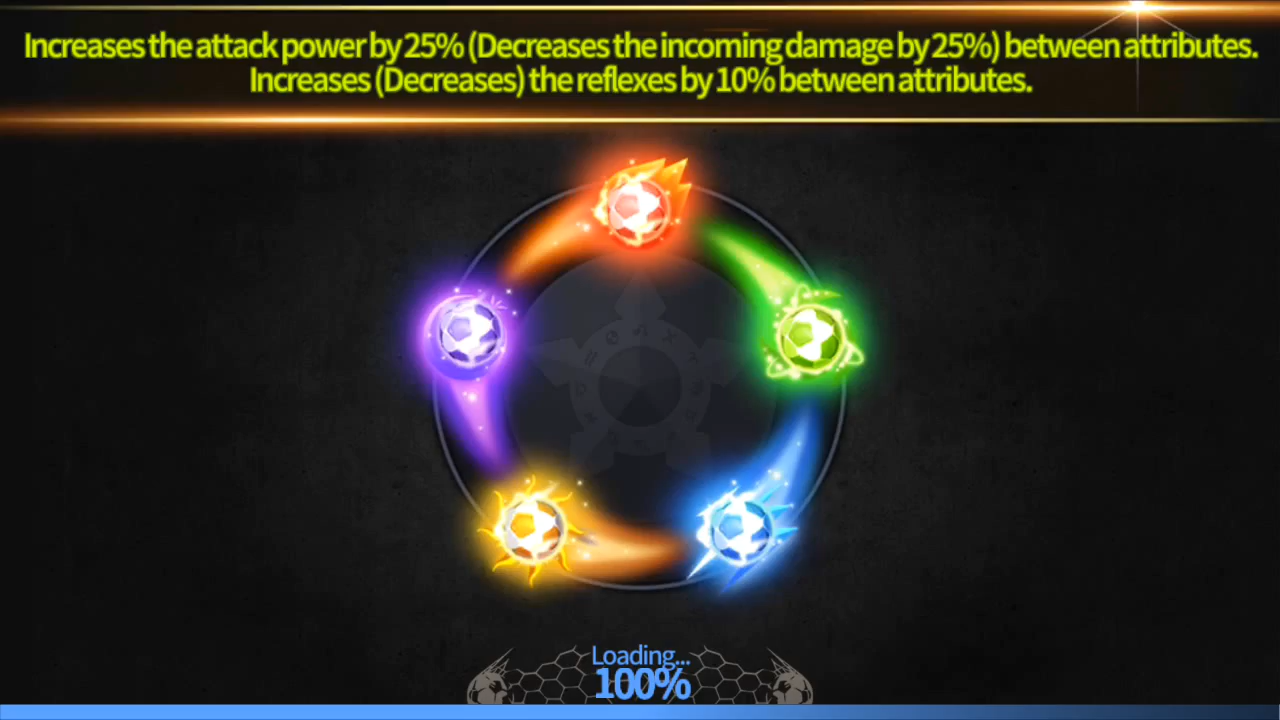 Increases the attack power by 25% (Decreases the incoming damage by 25%) between attributes.
Increases (Decreases) the reflexes by 10% between attributes.
Loading...
100%